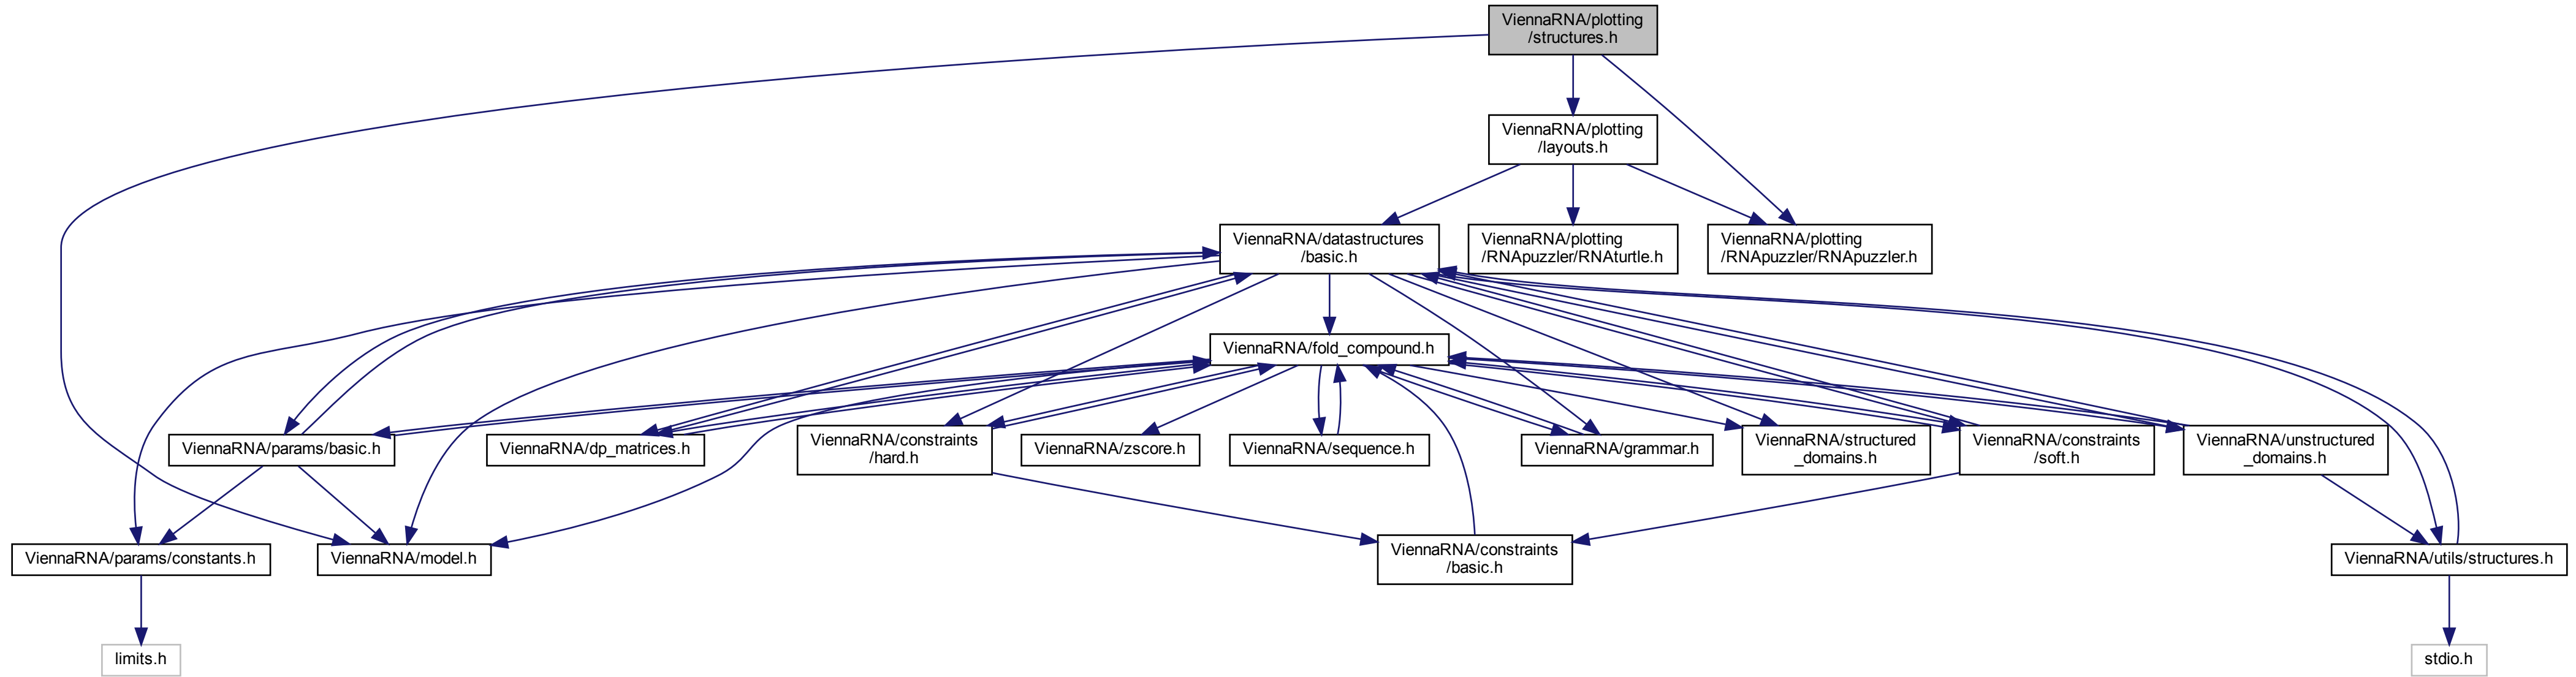 ViennaRNA/plotting
/structures.h
ViennaRNA/plotting
/layouts.h
ViennaRNA/datastructures
/basic.h
ViennaRNA/plotting
/RNApuzzler/RNAturtle.h
ViennaRNA/plotting
/RNApuzzler/RNApuzzler.h
ViennaRNA/fold_compound.h
ViennaRNA/params/basic.h
ViennaRNA/dp_matrices.h
ViennaRNA/constraints
/hard.h
ViennaRNA/zscore.h
ViennaRNA/sequence.h
ViennaRNA/grammar.h
ViennaRNA/structured
_domains.h
ViennaRNA/constraints
/soft.h
ViennaRNA/unstructured
_domains.h
ViennaRNA/params/constants.h
ViennaRNA/model.h
ViennaRNA/constraints
/basic.h
ViennaRNA/utils/structures.h
limits.h
stdio.h